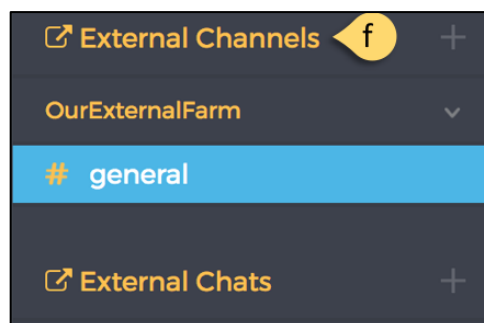 External Channels f +
OurExternalFarm
# general
External Chats +